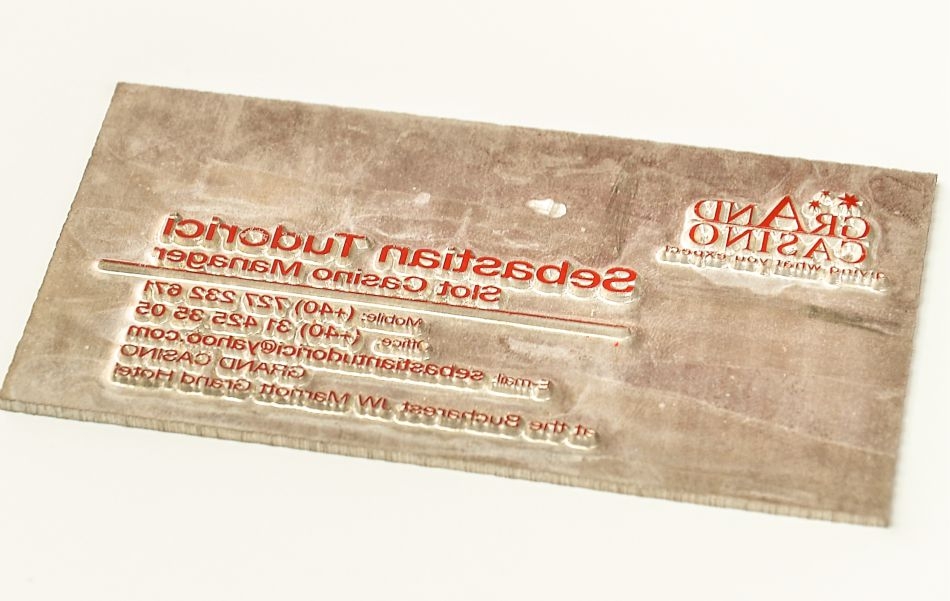 GRAND
CASINO
giving what you expect
Sebastian Tudorici
Slot Casino Manager
Mobile: (+40) 727 232 671
Office: (+40) 31 425 35 05
E-mail: sebastiantudorici@yahoo.com
GRAND CASINO
at the Bucharest JW Marriott Grand Hotel